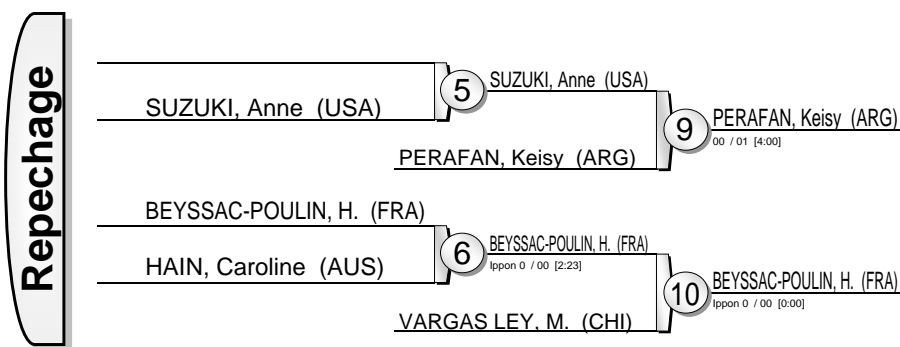 Repechage
SUZUKI, Anne (USA)
5
SUZUKI, Anne (USA)
PERAFAN, Keisy (ARG)
9
PERAFAN, Keisy (ARG)
00 / 01 [4:00]
BEYSSAC-POULIN, H. (FRA)
HAIN, Caroline (AUS)
6
BEYSSAC-POULIN, H. (FRA)
Ippon 0 / 00 [2:23]
VARGAS LEY, M. (CHI)
10
BEYSSAC-POULIN, H. (FRA)
Ippon 0 / 00 [0:00]